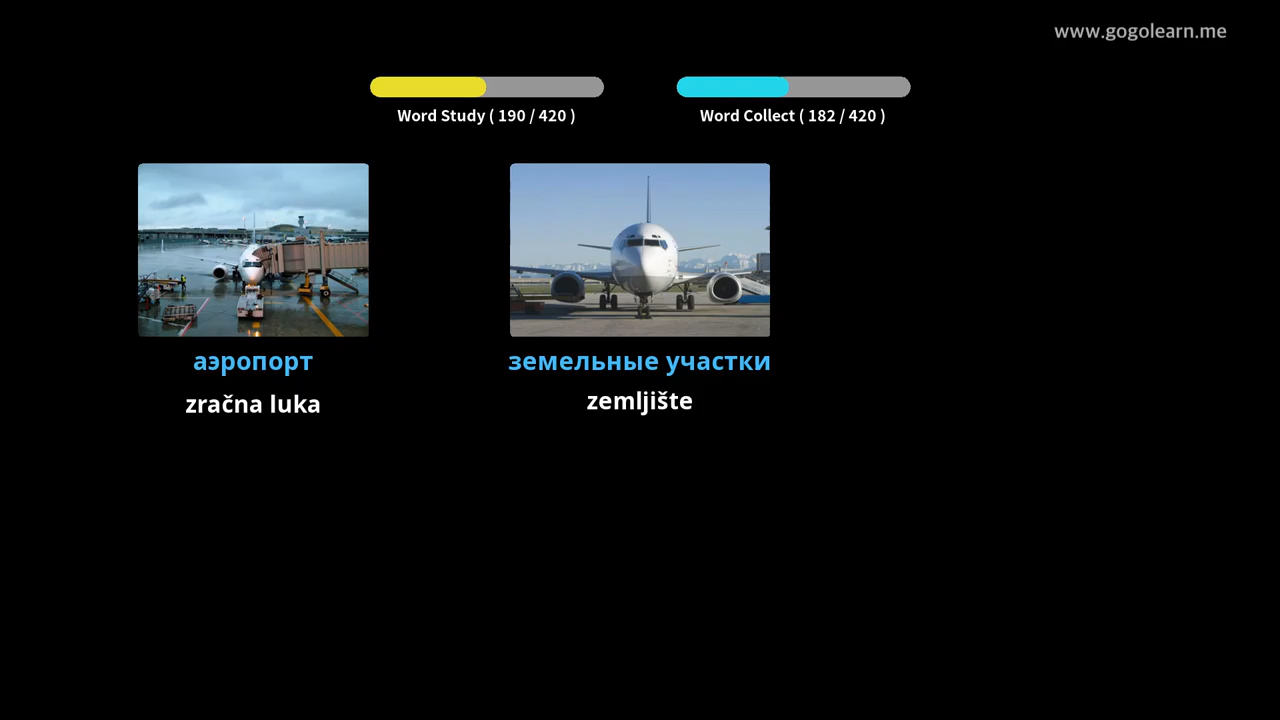 www.gogolearn.me
Word Study ( 190 / 420 )
Word Collect ( 182 / 420 )
аэропорт
zračna luka
земельные участки
zemljište